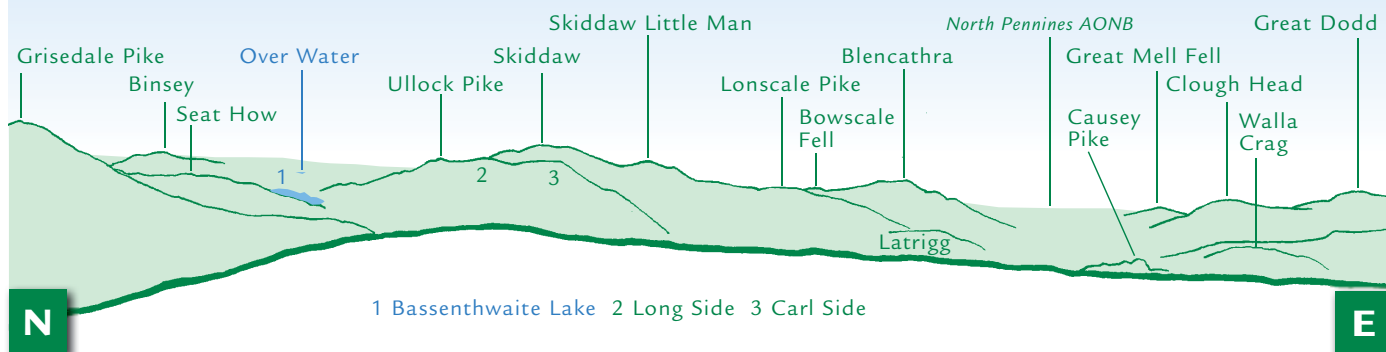 Skiddaw Little Man
North Pennines AONB
Great Dodd
Grisedale Pike
Over Water
Skiddaw
Blencathra
Great Mell Fell
Binsey
Ullock Pike
Lonscale Pike
Clough Head
Seat How
Bowscale
Fell
Causey
Pike
Walla
Crag
1
2
3
Latrigg
1 Bassenthwaite Lake 2 Long Side 3 Carl Side
N
E